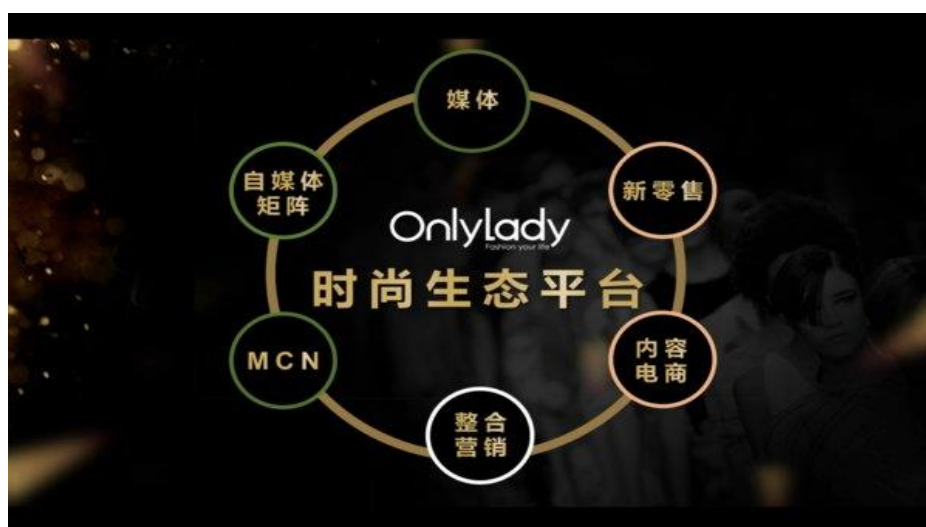 媒体
自媒体
矩阵
新零售
OnlyLady
Fashion your life
时尚生态平台
MCN
内容
电商
整合
营销